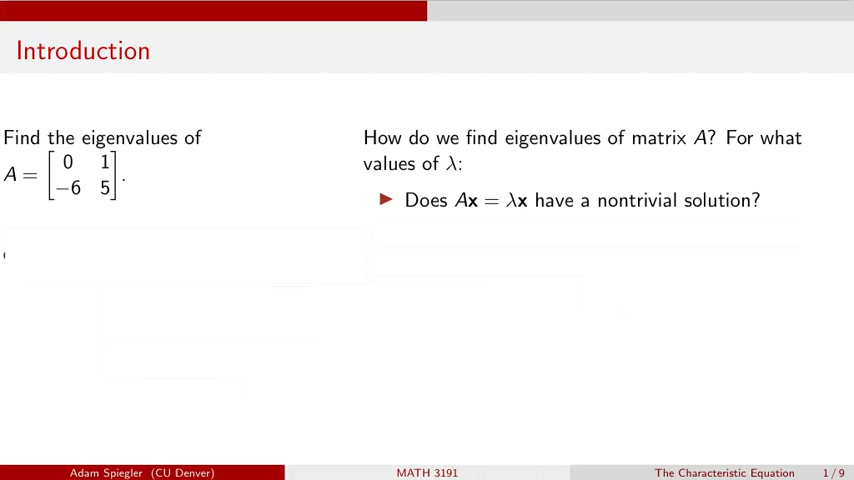 Introduction
Find the eigenvalues of
A = [0 1
−6 5].
How do we find eigenvalues of matrix A? For what
values of λ:
▶ Does Ax = λx have a nontrivial solution?
Adam Spiegler (CU Denver)
MATH 3191
The Characteristic Equation
1 / 9